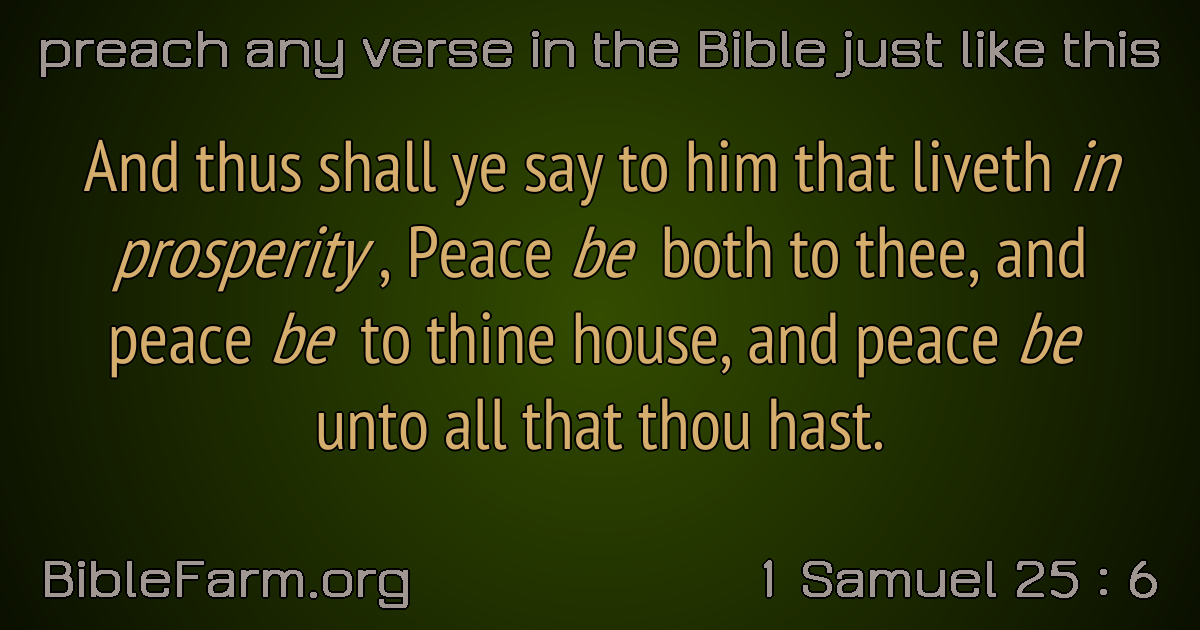 preach any verse in the Bible just like this
And thus shall ye say to him that liveth in
prosperity , Peace be both to thee, and
peace be to thine house, and peace be
unto all that thou hast.
BibleFarm.org
1 Samuel 25 : 6